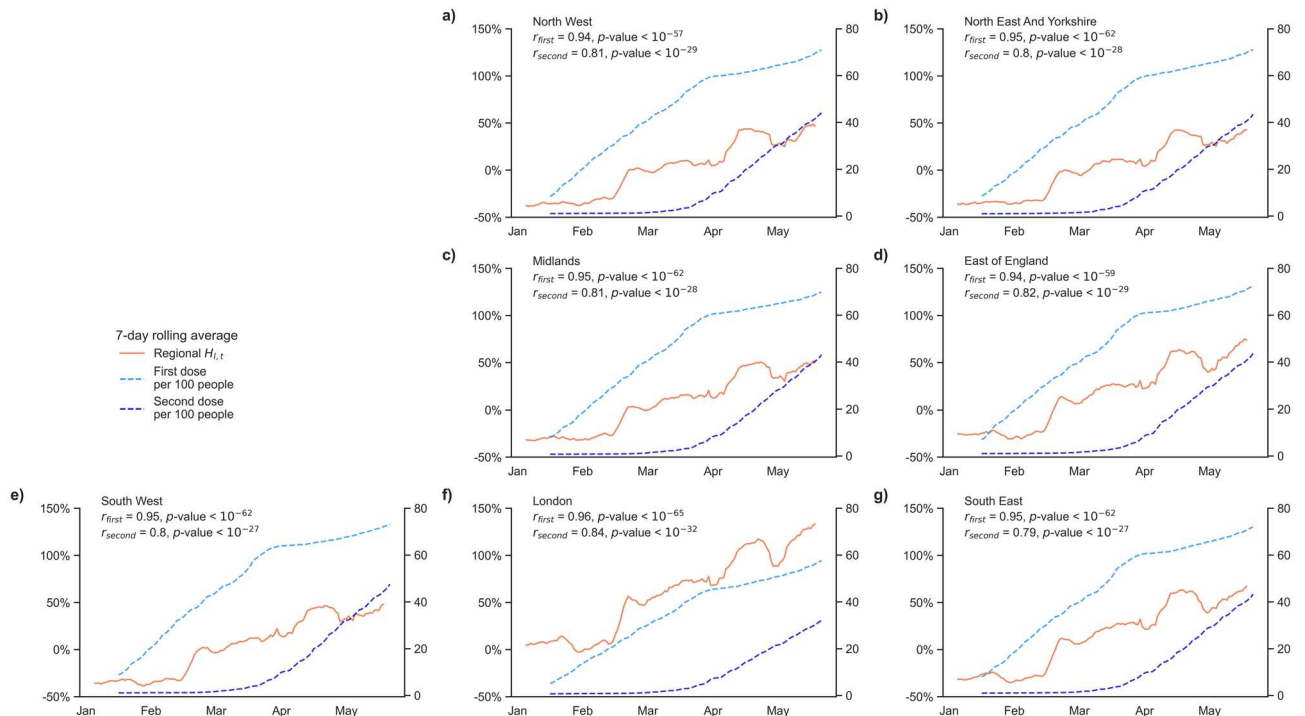 a)
North West
r_first = 0.94, p-value < 10⁻⁵⁷
r_second = 0.81, p-value < 10⁻²⁹
150%
100%
50%
0%
-50%
80
60
40
20
0
Jan Feb Mar Apr May
b)
North East And Yorkshire
r_first = 0.95, p-value < 10⁻⁶²
r_second = 0.8, p-value < 10⁻²⁸
150%
100%
50%
0%
-50%
80
60
40
20
0
Jan Feb Mar Apr May
7-day rolling average
Regional H_l,t
First dose
per 100 people
Second dose
per 100 people
c)
Midlands
r_first = 0.95, p-value < 10⁻⁶²
r_second = 0.81, p-value < 10⁻²⁸
150%
100%
50%
0%
-50%
80
60
40
20
0
Jan Feb Mar Apr May
d)
East of England
r_first = 0.94, p-value < 10⁻⁵⁹
r_second = 0.82, p-value < 10⁻²⁹
150%
100%
50%
0%
-50%
80
60
40
20
0
Jan Feb Mar Apr May
e)
South West
r_first = 0.95, p-value < 10⁻⁶²
r_second = 0.8, p-value < 10⁻²⁷
150%
100%
50%
0%
-50%
80
60
40
20
0
Jan Feb Mar Apr May
f)
London
r_first = 0.96, p-value < 10⁻⁶⁵
r_second = 0.84, p-value < 10⁻³²
150%
100%
50%
0%
-50%
80
60
40
20
0
Jan Feb Mar Apr May
g)
South East
r_first = 0.95, p-value < 10⁻⁶²
r_second = 0.79, p-value < 10⁻²⁷
150%
100%
50%
0%
-50%
80
60
40
20
0
Jan Feb Mar Apr May